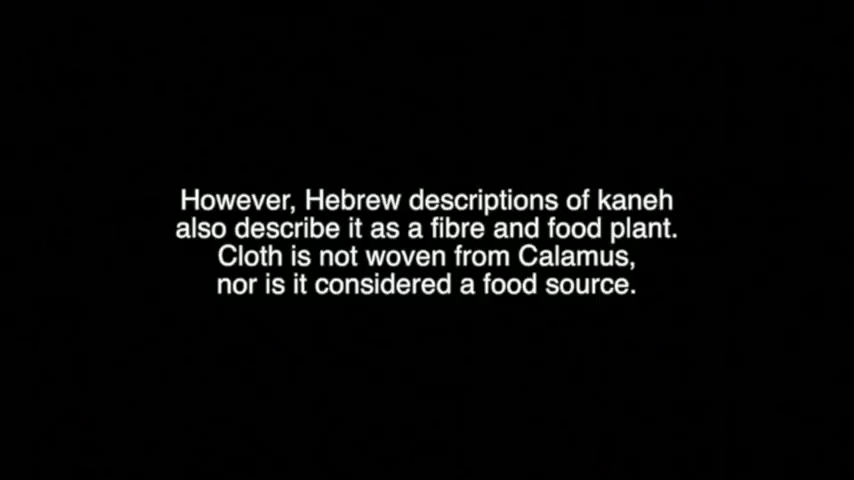 However, Hebrew descriptions of kaneh
also describe it as a fibre and food plant.
Cloth is not woven from Calamus,
nor is it considered a food source.